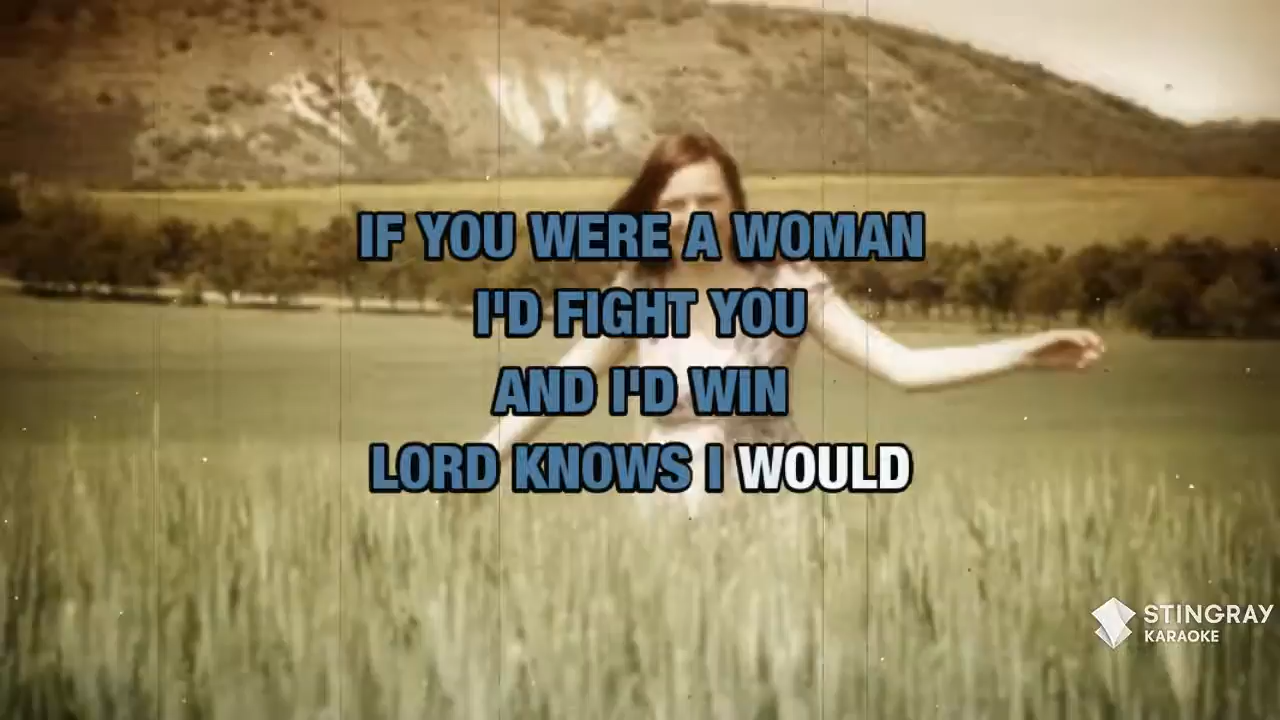 IF YOU WERE A WOMAN
I'D FIGHT YOU
AND I'D WIN
LORD KNOWS I WOULD
STINGRAY
KARAOKE